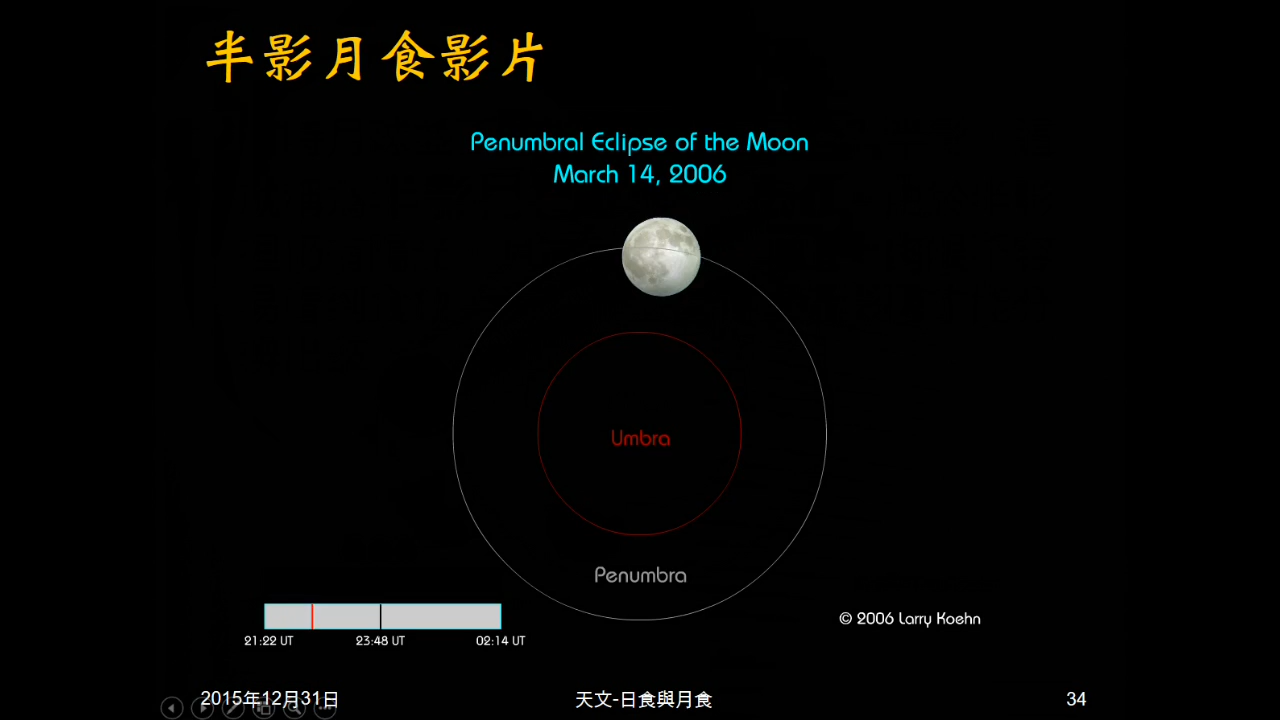 半影月食影片
Penumbral Eclipse of the Moon
March 14, 2006
Umbra
Penumbra
21:22 UT
23:48 UT
02:14 UT
© 2006 Larry Koehn
2015年12月31日
天文-日食與月食
34